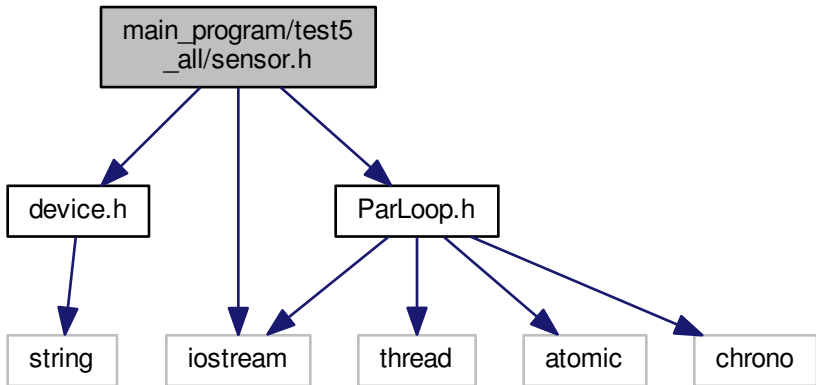 main_program/test5
_all/sensor.h
device.h
ParLoop.h
string
iostream
thread
atomic
chrono